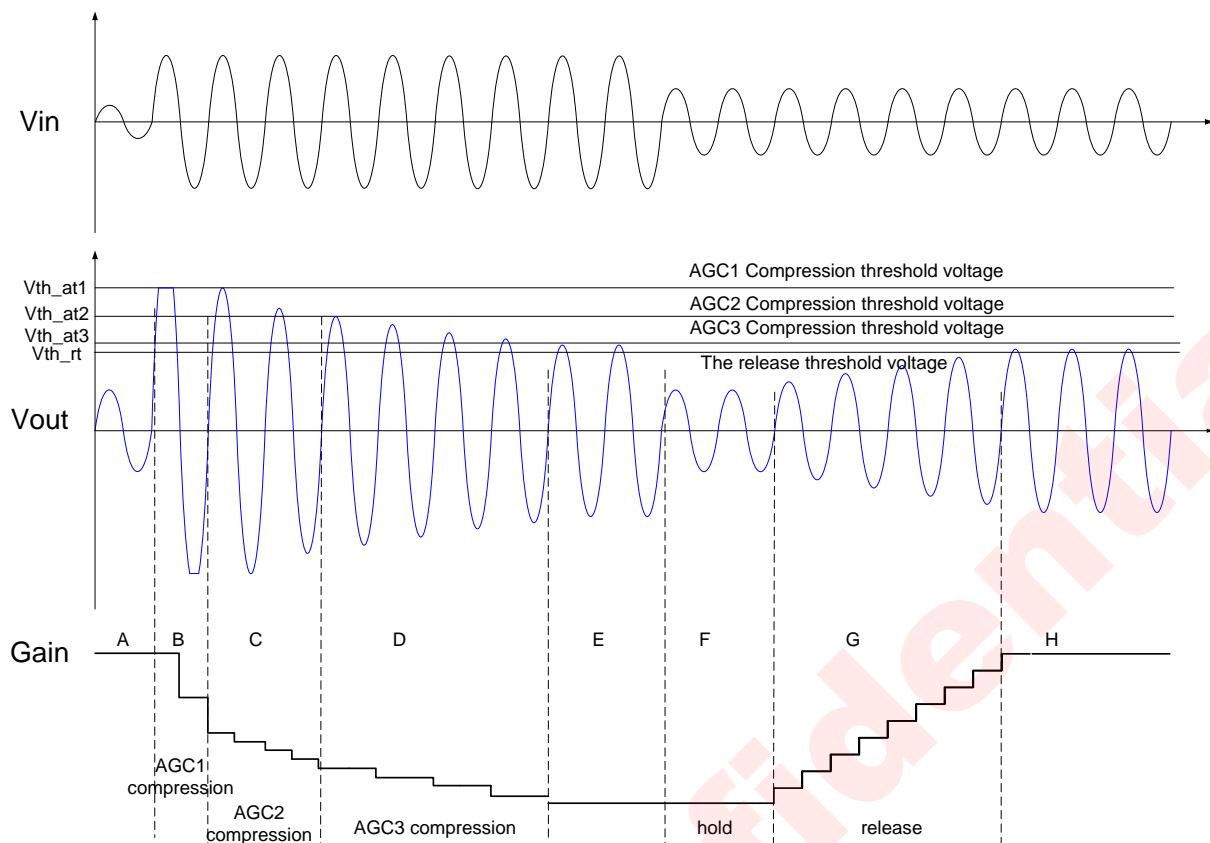 Vin
AGC1 Compression threshold voltage
Vth_at1
AGC2 Compression threshold voltage
Vth_at2
AGC3 Compression threshold voltage
Vth_at3
Vth_rt
The release threshold voltage
Vout
A B C D E F G H
Gain
AGC1
compression
AGC2
compression
AGC3 compression
hold
release
fidentia